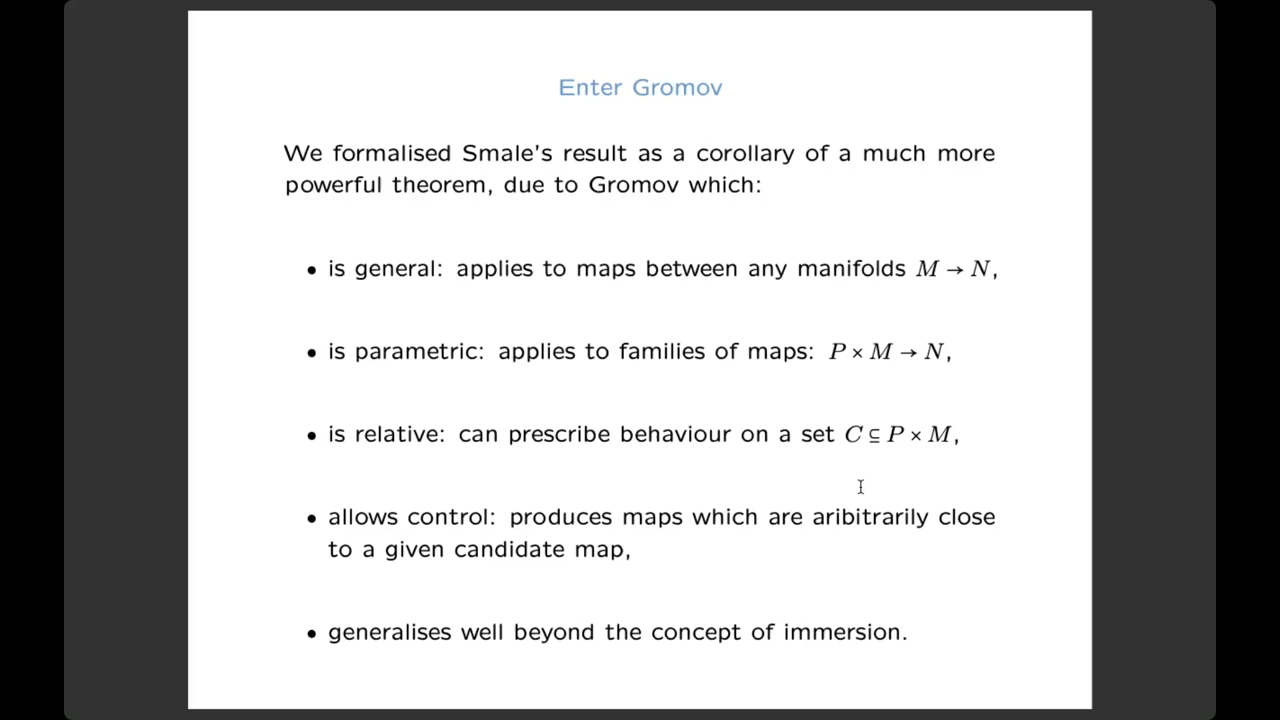 Enter Gromov
We formalised Smale's result as a corollary of a much more
powerful theorem, due to Gromov which:
• is general: applies to maps between any manifolds M → N,
• is parametric: applies to families of maps: P × M → N,
• is relative: can prescribe behaviour on a set C ⊆ P × M,
• allows control: produces maps which are aribitrarily close
to a given candidate map,
• generalises well beyond the concept of immersion.